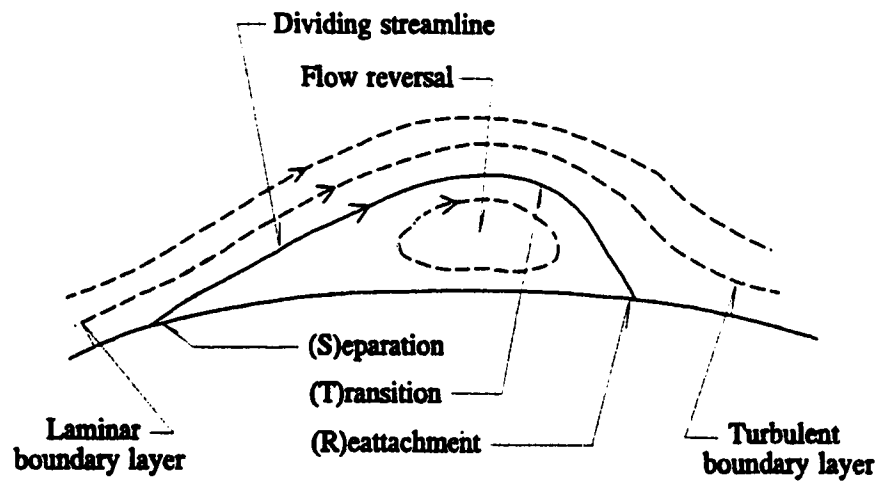 Dividing streamline
Flow reversal
(S)eparation
(T)ransition
(R)eattachment
Laminar
boundary layer
Turbulent
boundary layer